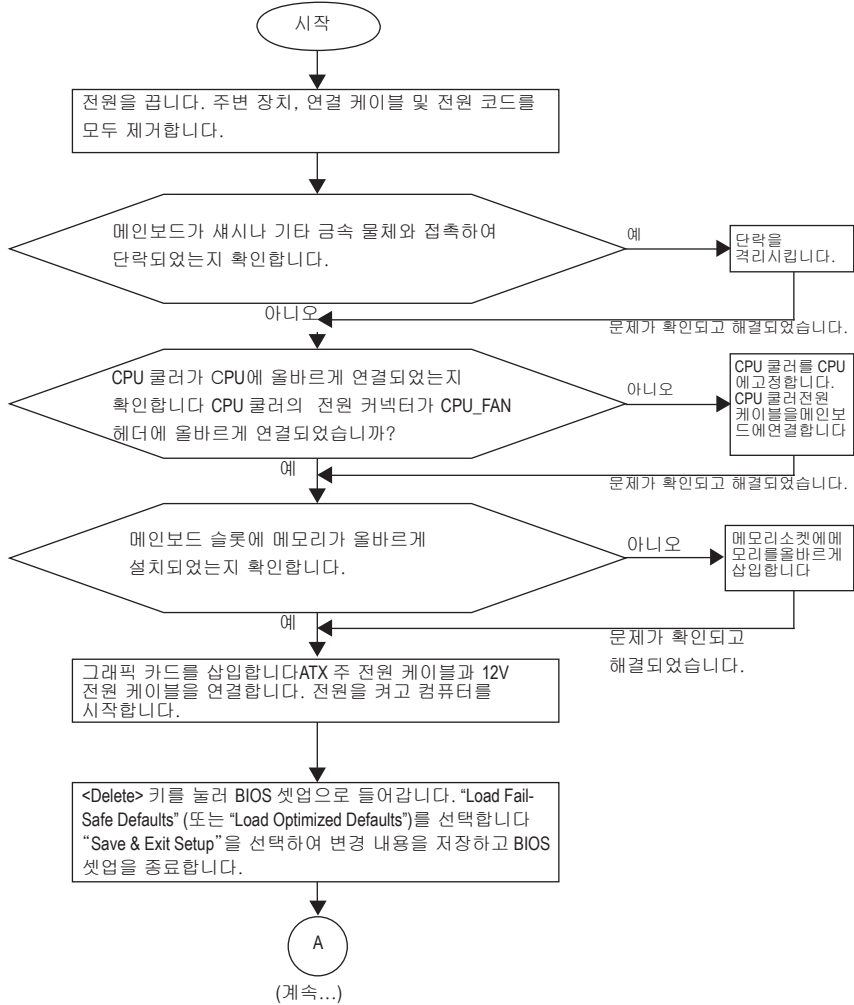 시작
전원을 끕니다. 주변 장치, 연결 케이블 및 전원 코드를
모두 제거합니다.
메인보드가 섀시나 기타 금속 물체와 접촉하여
단락되었는지 확인합니다.
예
단락을
격리시킵니다.
아니오
문제가 확인되고 해결되었습니다.
CPU 쿨러가 CPU에 올바르게 연결되었는지
확인합니다 CPU 쿨러의 전원 커넥터가 CPU_FAN
헤더에 올바르게 연결되었습니까?
아니오
CPU 쿨러를 CPU
에고정합니다.
CPU 쿨러전원
케이블을메인보
드에연결합니다
예
문제가 확인되고 해결되었습니다.
메인보드 슬롯에 메모리가 올바르게
설치되었는지 확인합니다.
아니오
메모리소켓에메
모리를올바르게
삽입합니다
예
문제가 확인되고
해결되었습니다.
그래픽 카드를 삽입합니다ATX 주 전원 케이블과 12V
전원 케이블을 연결합니다. 전원을 켜고 컴퓨터를
시작합니다.
<Delete> 키를 눌러 BIOS 셋업으로 들어갑니다. “Load Fail-
Safe Defaults” (또는 “Load Optimized Defaults”)를 선택합니다
“Save & Exit Setup”을 선택하여 변경 내용을 저장하고 BIOS
셋업을 종료합니다.
A
(계속...)